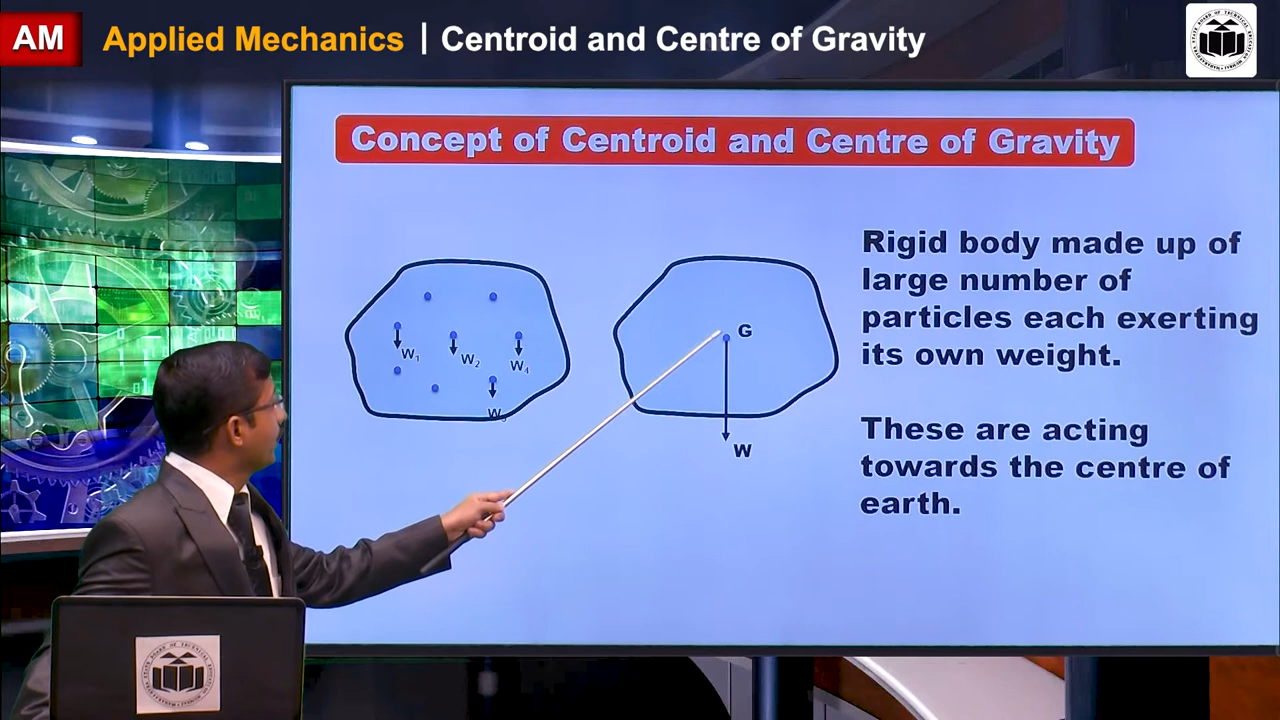 AM Applied Mechanics | Centroid and Centre of Gravity
Concept of Centroid and Centre of Gravity
Rigid body made up of
large number of
particles each exerting
its own weight.
These are acting
towards the centre of
earth.
W₁
W₂
W₄
W₃
G
W